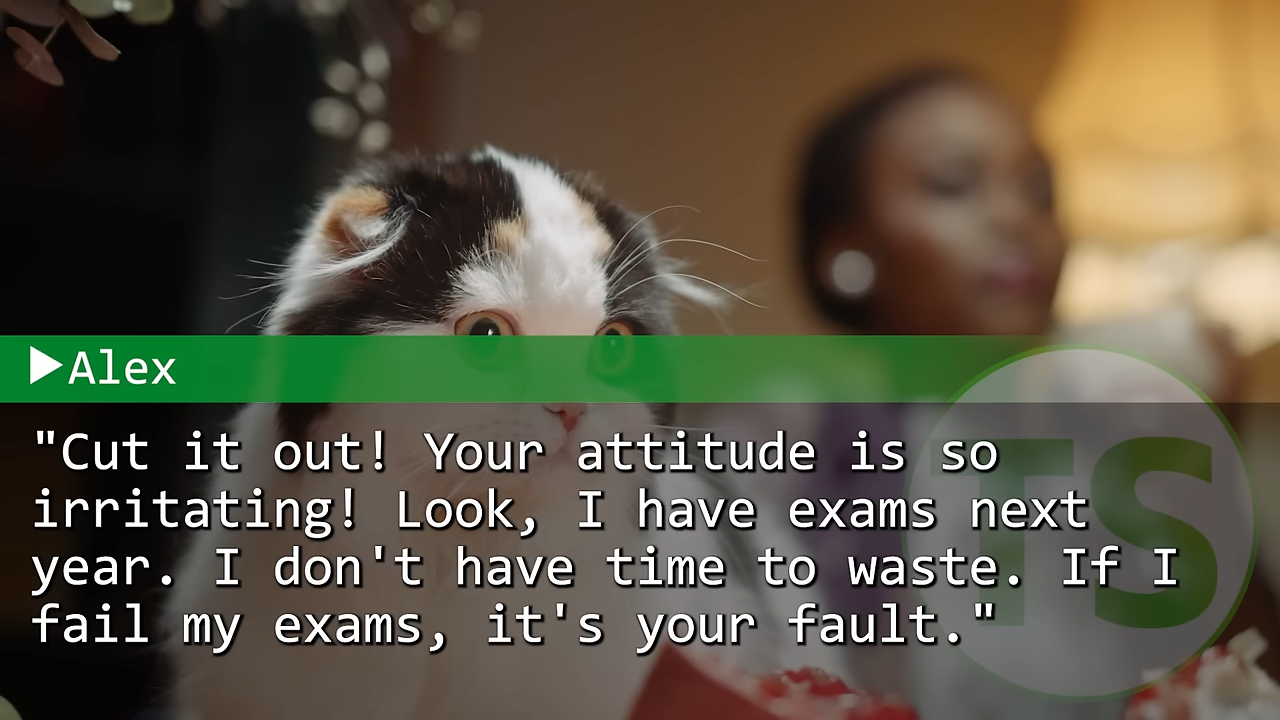 ▶Alex
"Cut it out! Your attitude is so
irritating! Look, I have exams next
year. I don't have time to waste. If I
fail my exams, it's your fault."
TS